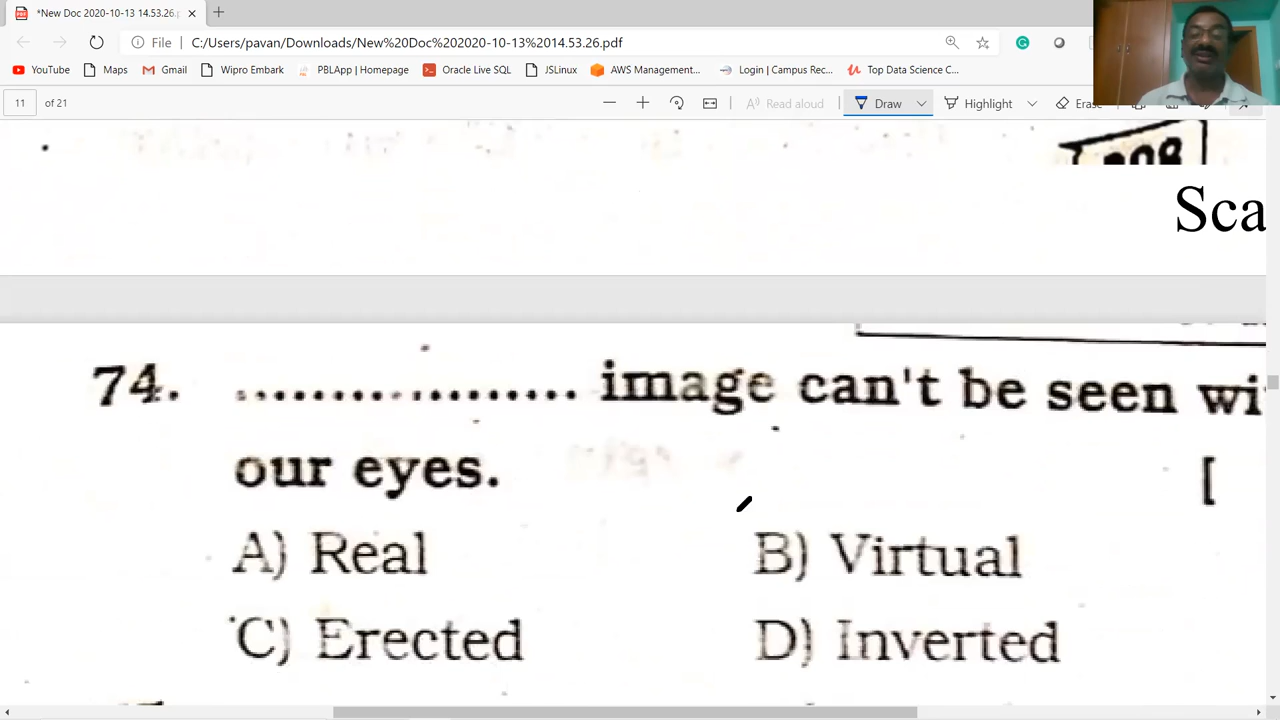 *New Doc 2020-10-13 14.53.26.p
File C:/Users/pavan/Downloads/New%20Doc%202020-10-13%2014.53.26.pdf
YouTube Maps Gmail Wipro Embark PBLApp | Homepage Oracle Live SQL JSLinux AWS Management... Login | Campus Rec... Top Data Science C...
11 of 21 Read aloud Draw Highlight Erase
Sca
74. .................. image can't be seen wi
our eyes. [
A) Real B) Virtual
C) Erected D) Inverted